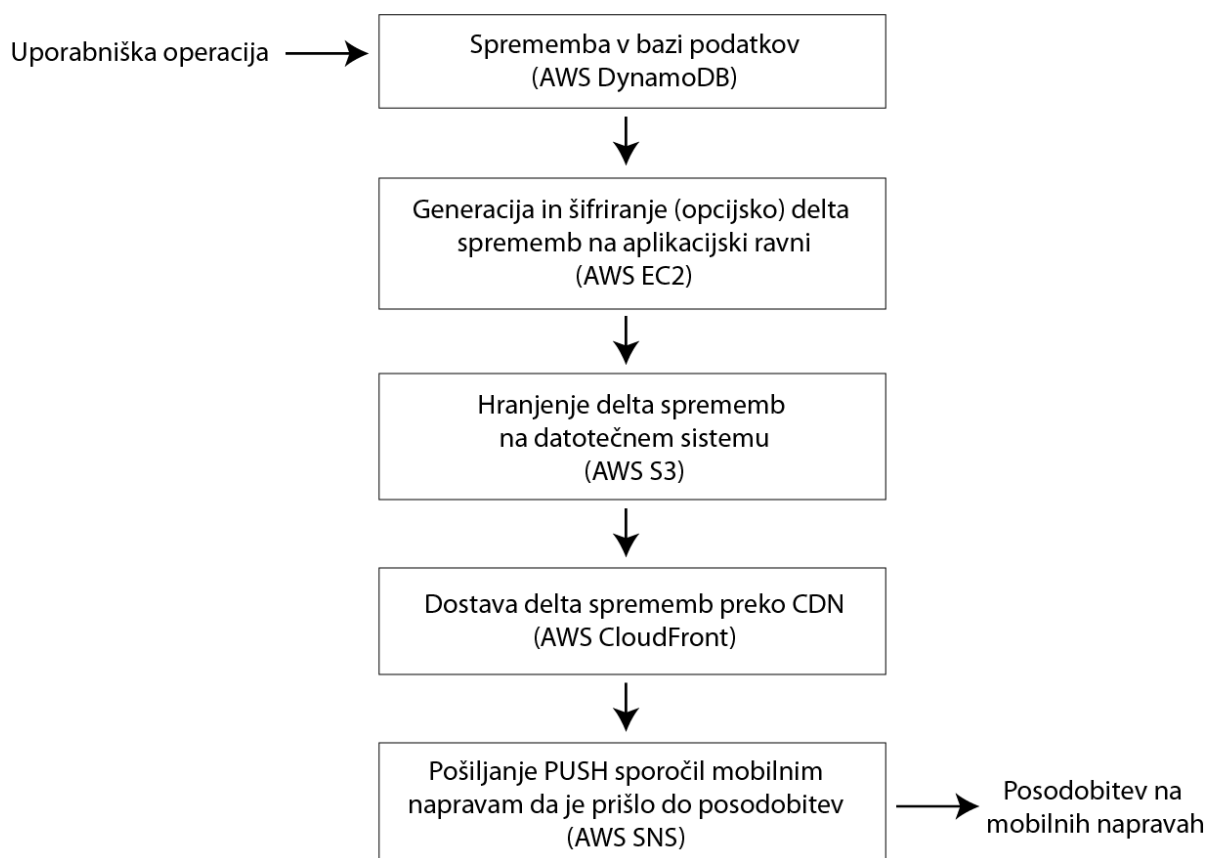 Uporabniška operacija
Sprememba v bazi podatkov
(AWS DynamoDB)
Generacija in šifriranje (opcijsko) delta
sprememb na aplikacijski ravni
(AWS EC2)
Hranjenje delta sprememb
na datotečnem sistemu
(AWS S3)
Dostava delta sprememb preko CDN
(AWS CloudFront)
Pošiljanje PUSH sporočil mobilnim
napravam da je prišlo do posodobitev
(AWS SNS)
Posodobitev na
mobilnih napravah